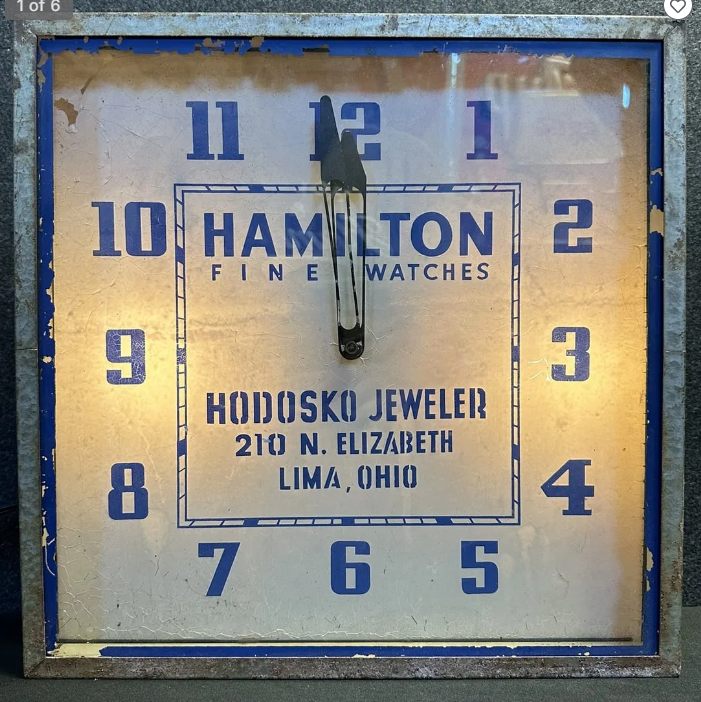 1 of 6
11 12 1
10 2
HAMILTON
FINE WATCHES
9 3
HODOSKO JEWELER
210 N. ELIZABETH
LIMA, OHIO
8 4
7 6 5